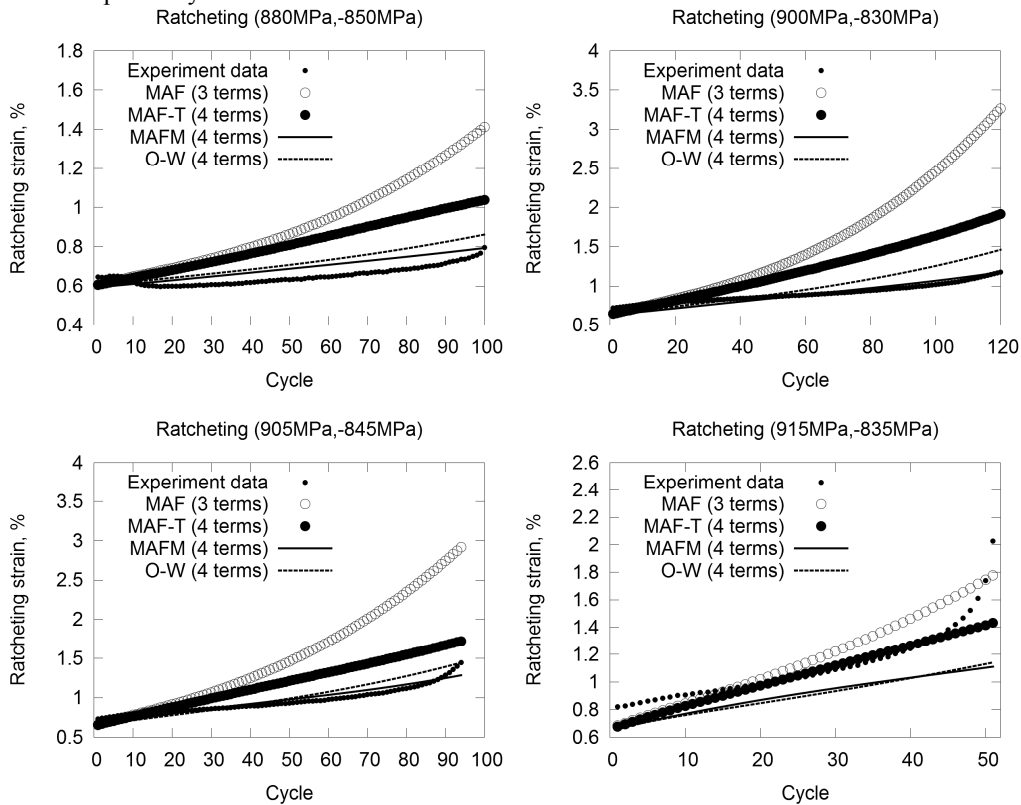 Ratcheting (880MPa,-850MPa)
Ratcheting strain, %
1.8
1.6
1.4
1.2
1
0.8
0.6
0.4
Experiment data
MAF (3 terms)
MAF-T (4 terms)
MAFM (4 terms)
O-W (4 terms)
0 10 20 30 40 50 60 70 80 90 100
Cycle
Ratcheting (900MPa,-830MPa)
Ratcheting strain, %
4
3.5
3
2.5
2
1.5
1
0.5
Experiment data
MAF (3 terms)
MAF-T (4 terms)
MAFM (4 terms)
O-W (4 terms)
0 20 40 60 80 100 120
Cycle
Ratcheting (905MPa,-845MPa)
Ratcheting strain, %
4
3.5
3
2.5
2
1.5
1
0.5
Experiment data
MAF (3 terms)
MAF-T (4 terms)
MAFM (4 terms)
O-W (4 terms)
0 10 20 30 40 50 60 70 80 90 100
Cycle
Ratcheting (915MPa,-835MPa)
Ratcheting strain, %
2.6
2.4
2.2
2
1.8
1.6
1.4
1.2
1
0.8
0.6
Experiment data
MAF (3 terms)
MAF-T (4 terms)
MAFM (4 terms)
O-W (4 terms)
0 10 20 30 40 50
Cycle